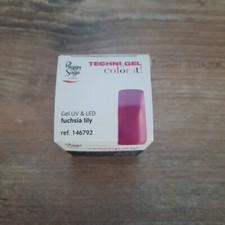 Peggy Sage
TECHNI GEL
color it!
Gel UV & LED
fuchsia lily
ref. 146792